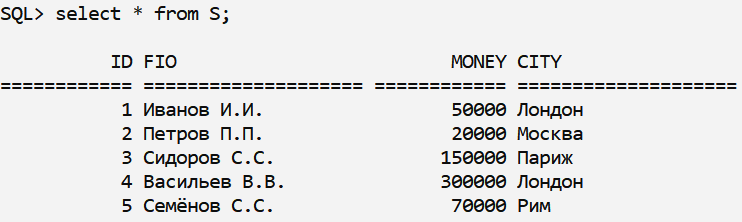 SQL> select * from S;
ID FIO MONEY CITY
============ ==================== ============ ====================
1 Иванов И.И. 50000 Лондон
2 Петров П.П. 20000 Москва
3 Сидоров С.С. 150000 Париж
4 Васильев В.В. 300000 Лондон
5 Семёнов С.С. 70000 Рим